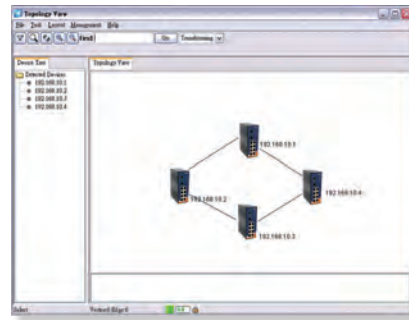 Topology View
File Tools Layout Management Help
Find: Go Transforming
Device Tree
Detected Devices
192.168.10.1
192.168.10.2
192.168.10.3
192.168.10.4
Topology View
192.168.10.1
192.168.10.2
192.168.10.4
192.168.10.3
Select